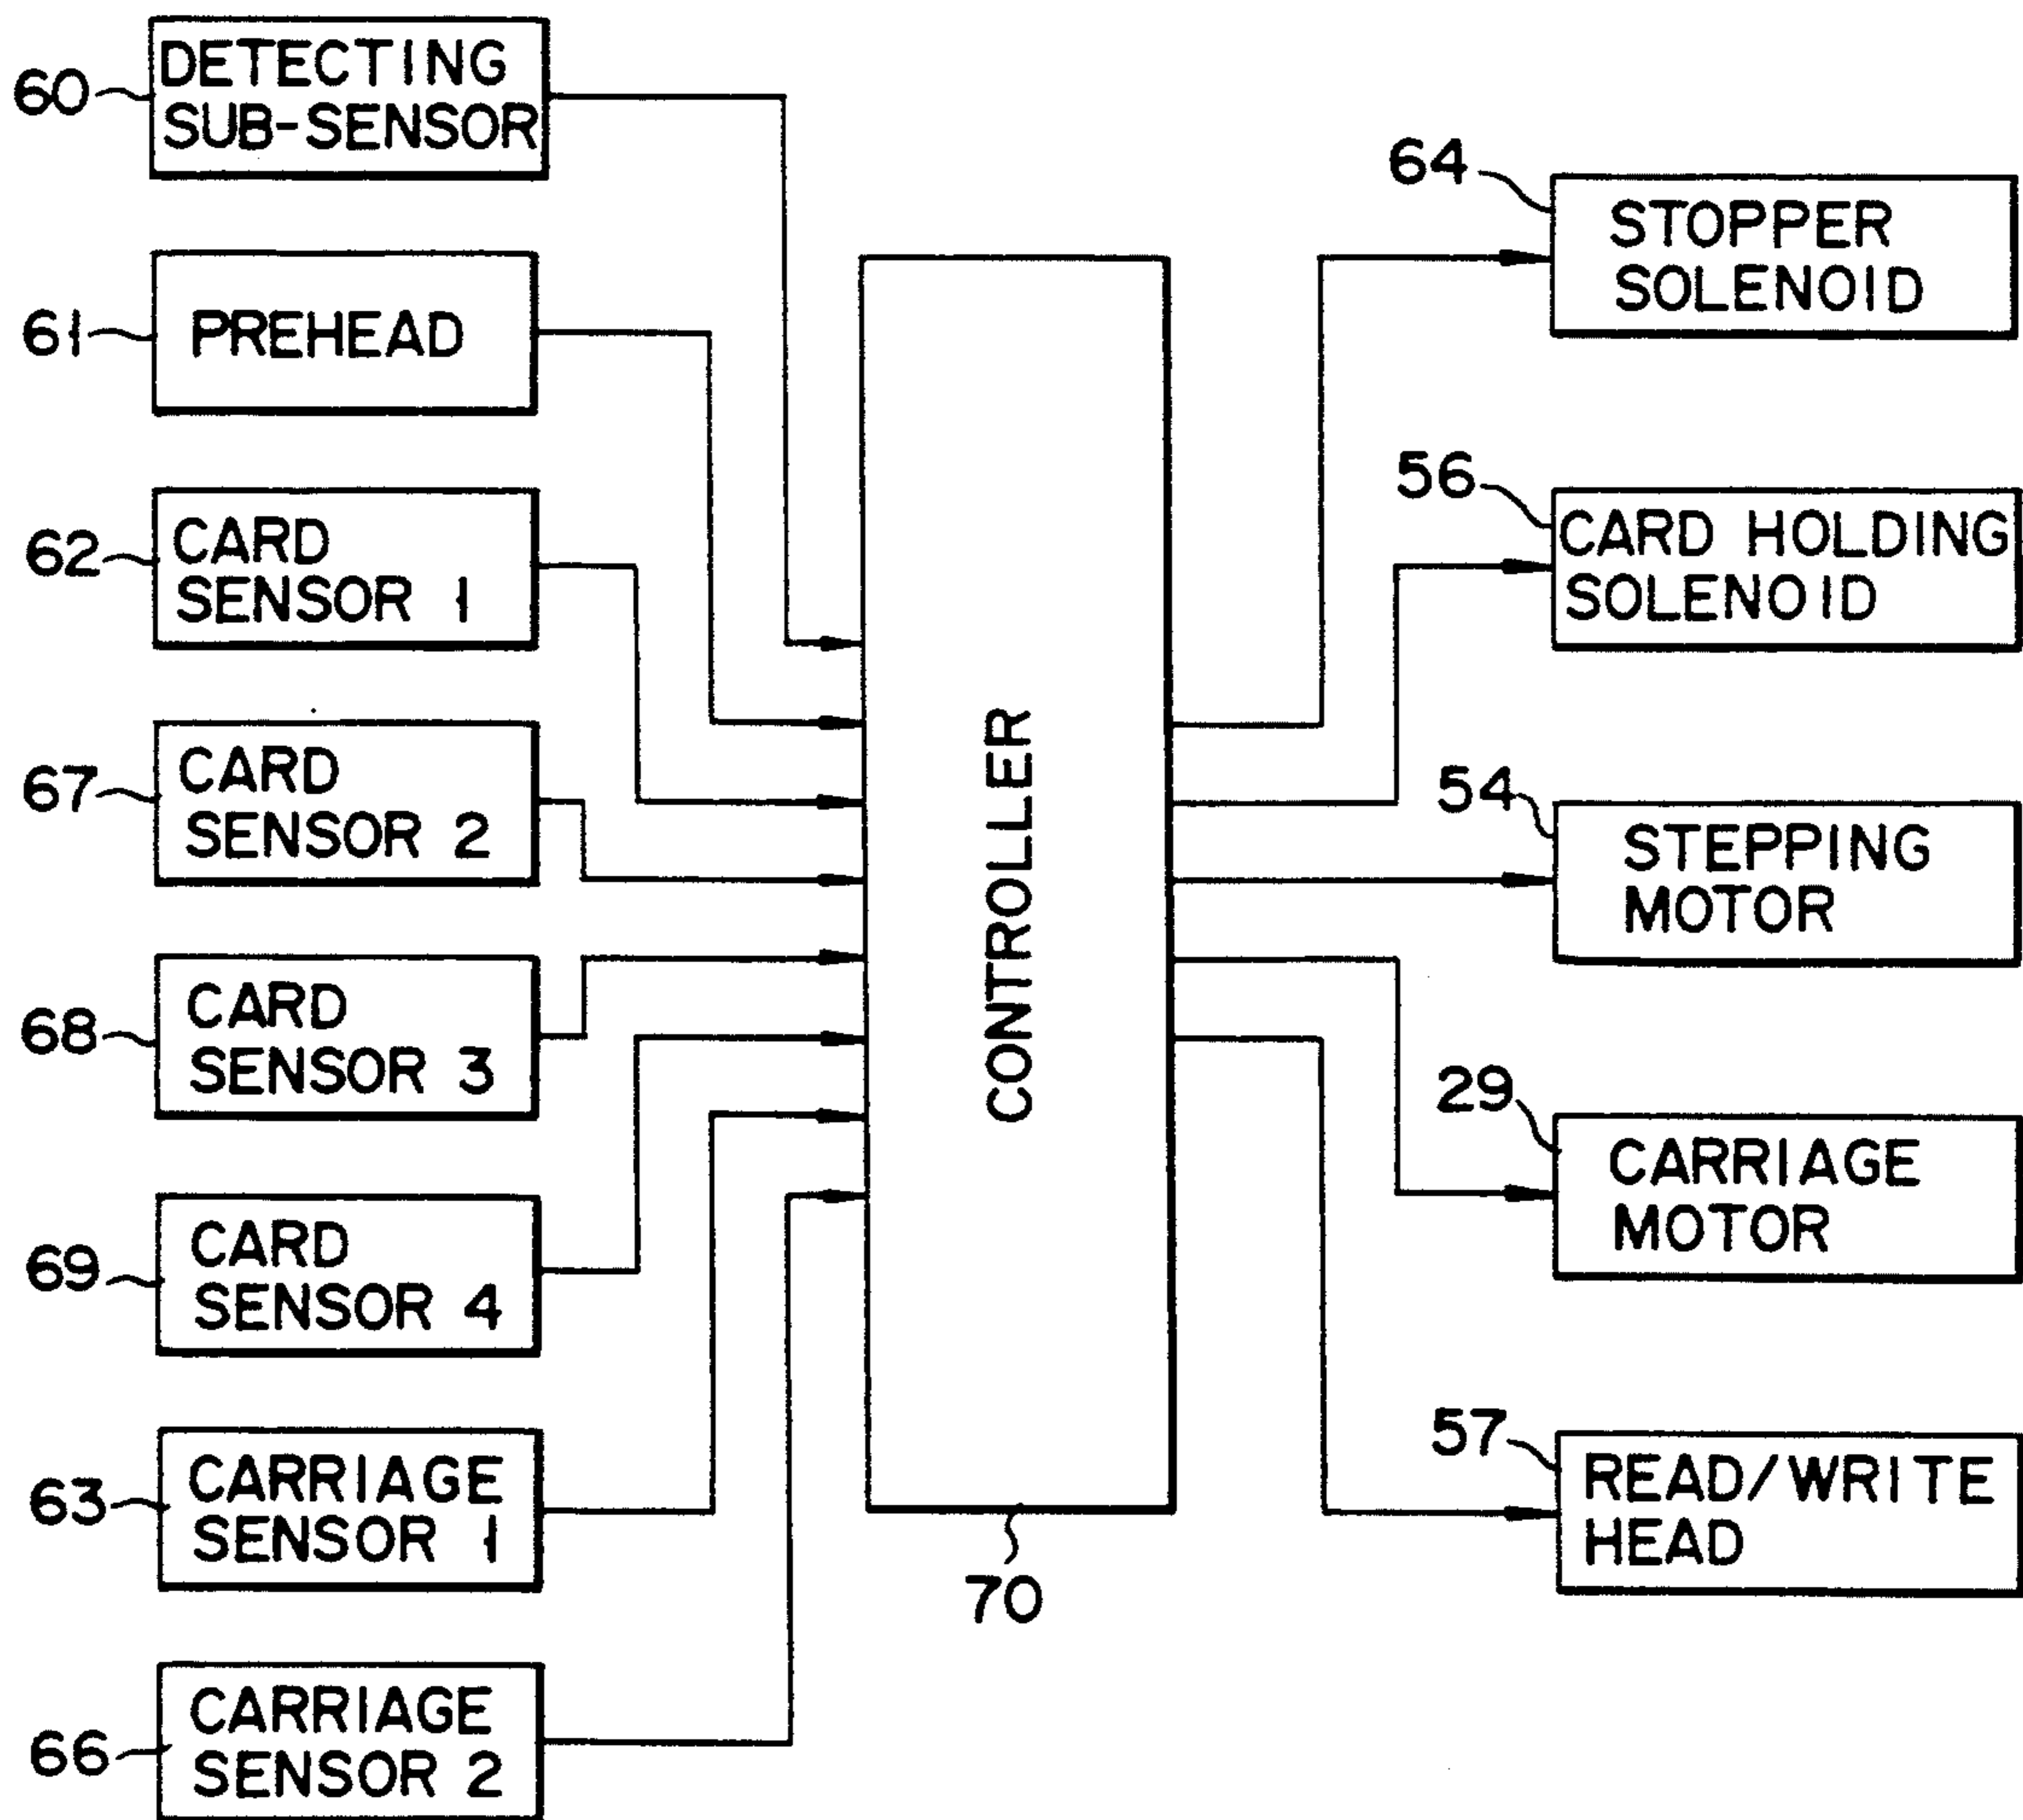 60
DETECTING
SUB-SENSOR
61
PREHEAD
62
CARD
SENSOR 1
67
CARD
SENSOR 2
68
CARD
SENSOR 3
69
CARD
SENSOR 4
63
CARRIAGE
SENSOR 1
66
CARRIAGE
SENSOR 2
CONTROLLER
70
64
STOPPER
SOLENOID
56
CARD HOLDING
SOLENOID
54
STEPPING
MOTOR
29
CARRIAGE
MOTOR
57
READ/WRITE
HEAD